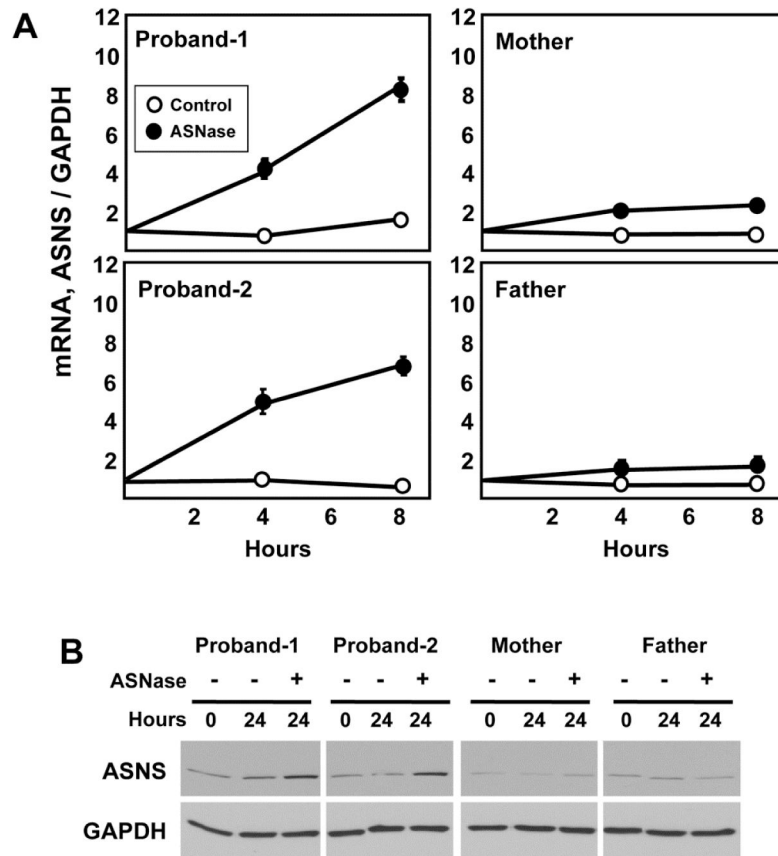 A
mRNA, ASNS / GAPDH
Proband-1
Control
ASNase
12
10
8
6
4
2
Mother
12
10
8
6
4
2
Proband-2
12
10
8
6
4
2
2 4 6 8
Hours
Father
12
10
8
6
4
2
2 4 6 8
Hours
B
Proband-1 Proband-2 Mother Father
ASNase - - + - - + - - + - - +
Hours 0 24 24 0 24 24 0 24 24 0 24 24
ASNS
GAPDH